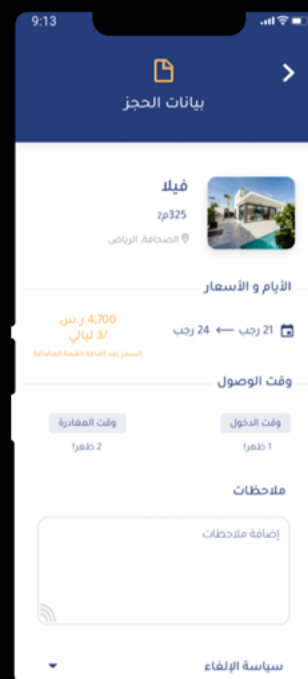 9:13
بيانات الحجز
فيلا
325م2
الصحافة، الرياض
الأيام و الأسعار
21 رجب ⟶ 24 رجب
4,700 ر.س
/3 ليالي
السعر بعد إضافة القيمة المضافة
وقت الوصول
وقت الدخول
1 ظهرا
وقت المغادرة
2 ظهرا
ملاحظات
إضافة ملاحظات
سياسة الإلغاء